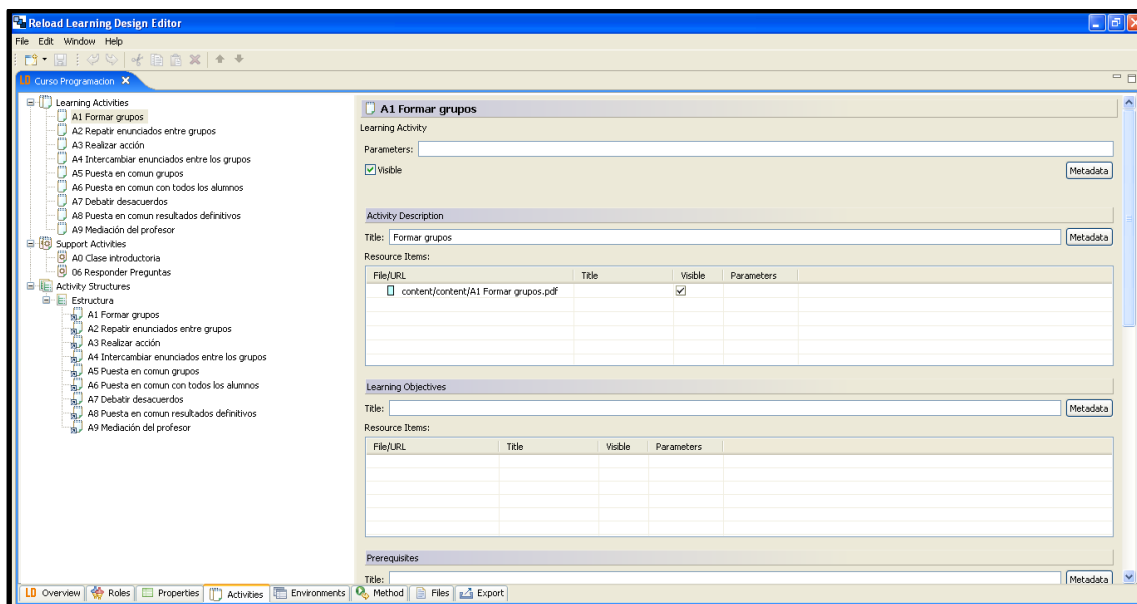 Reload Learning Design Editor
File Edit Window Help
LD Curso Programacion
Learning Activities
A1 Formar grupos
A2 Repatir enunciados entre grupos
A3 Realizar acción
A4 Intercambiar enunciados entre los grupos
A5 Puesta en comun grupos
A6 Puesta en comun con todos los alumnos
A7 Debatir desacuerdos
A8 Puesta en comun resultados definitivos
A9 Mediación del profesor
Support Activities
A0 Clase introductoria
06 Responder Preguntas
Activity Structures
Estructura
A1 Formar grupos
A2 Repatir enunciados entre grupos
A3 Realizar acción
A4 Intercambiar enunciados entre los grupos
A5 Puesta en comun grupos
A6 Puesta en comun con todos los alumnos
A7 Debatir desacuerdos
A8 Puesta en comun resultados definitivos
A9 Mediación del profesor
A1 Formar grupos
Learning Activity
Parameters:
Visible Metadata
Activity Description
Title: Formar grupos Metadata
Resource Items:
File/URL Title Visible Parameters
content/content/A1 Formar grupos.pdf
Learning Objectives
Title: Metadata
Resource Items:
File/URL Title Visible Parameters
Prerequisites
Title: Metadata
LD Overview Roles Properties Activities Environments Method Files Export